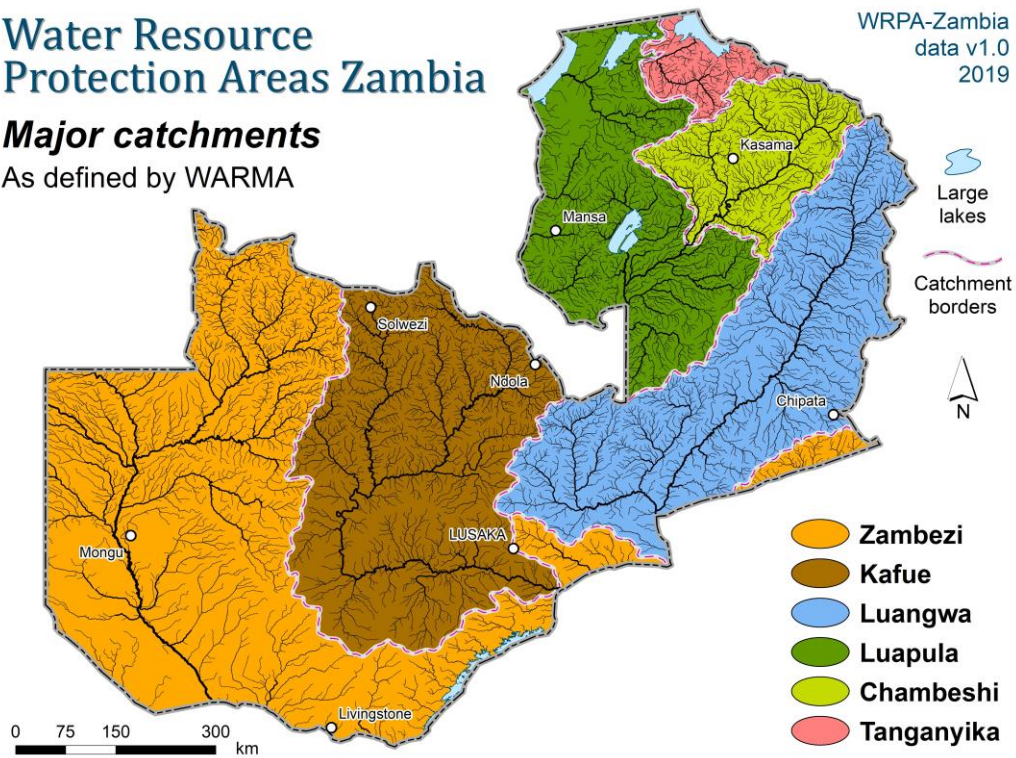 Water Resource
Protection Areas Zambia
Major catchments
As defined by WARMA
WRPA-Zambia
data v1.0
2019
Kasama
Large
lakes
Mansa
Catchment
borders
Solwezi
Ndola
N
Chipata
LUSAKA
Mongu
Livingstone
Zambezi
Kafue
Luangwa
Luapula
Chambeshi
Tanganyika
0 75 150 300
km